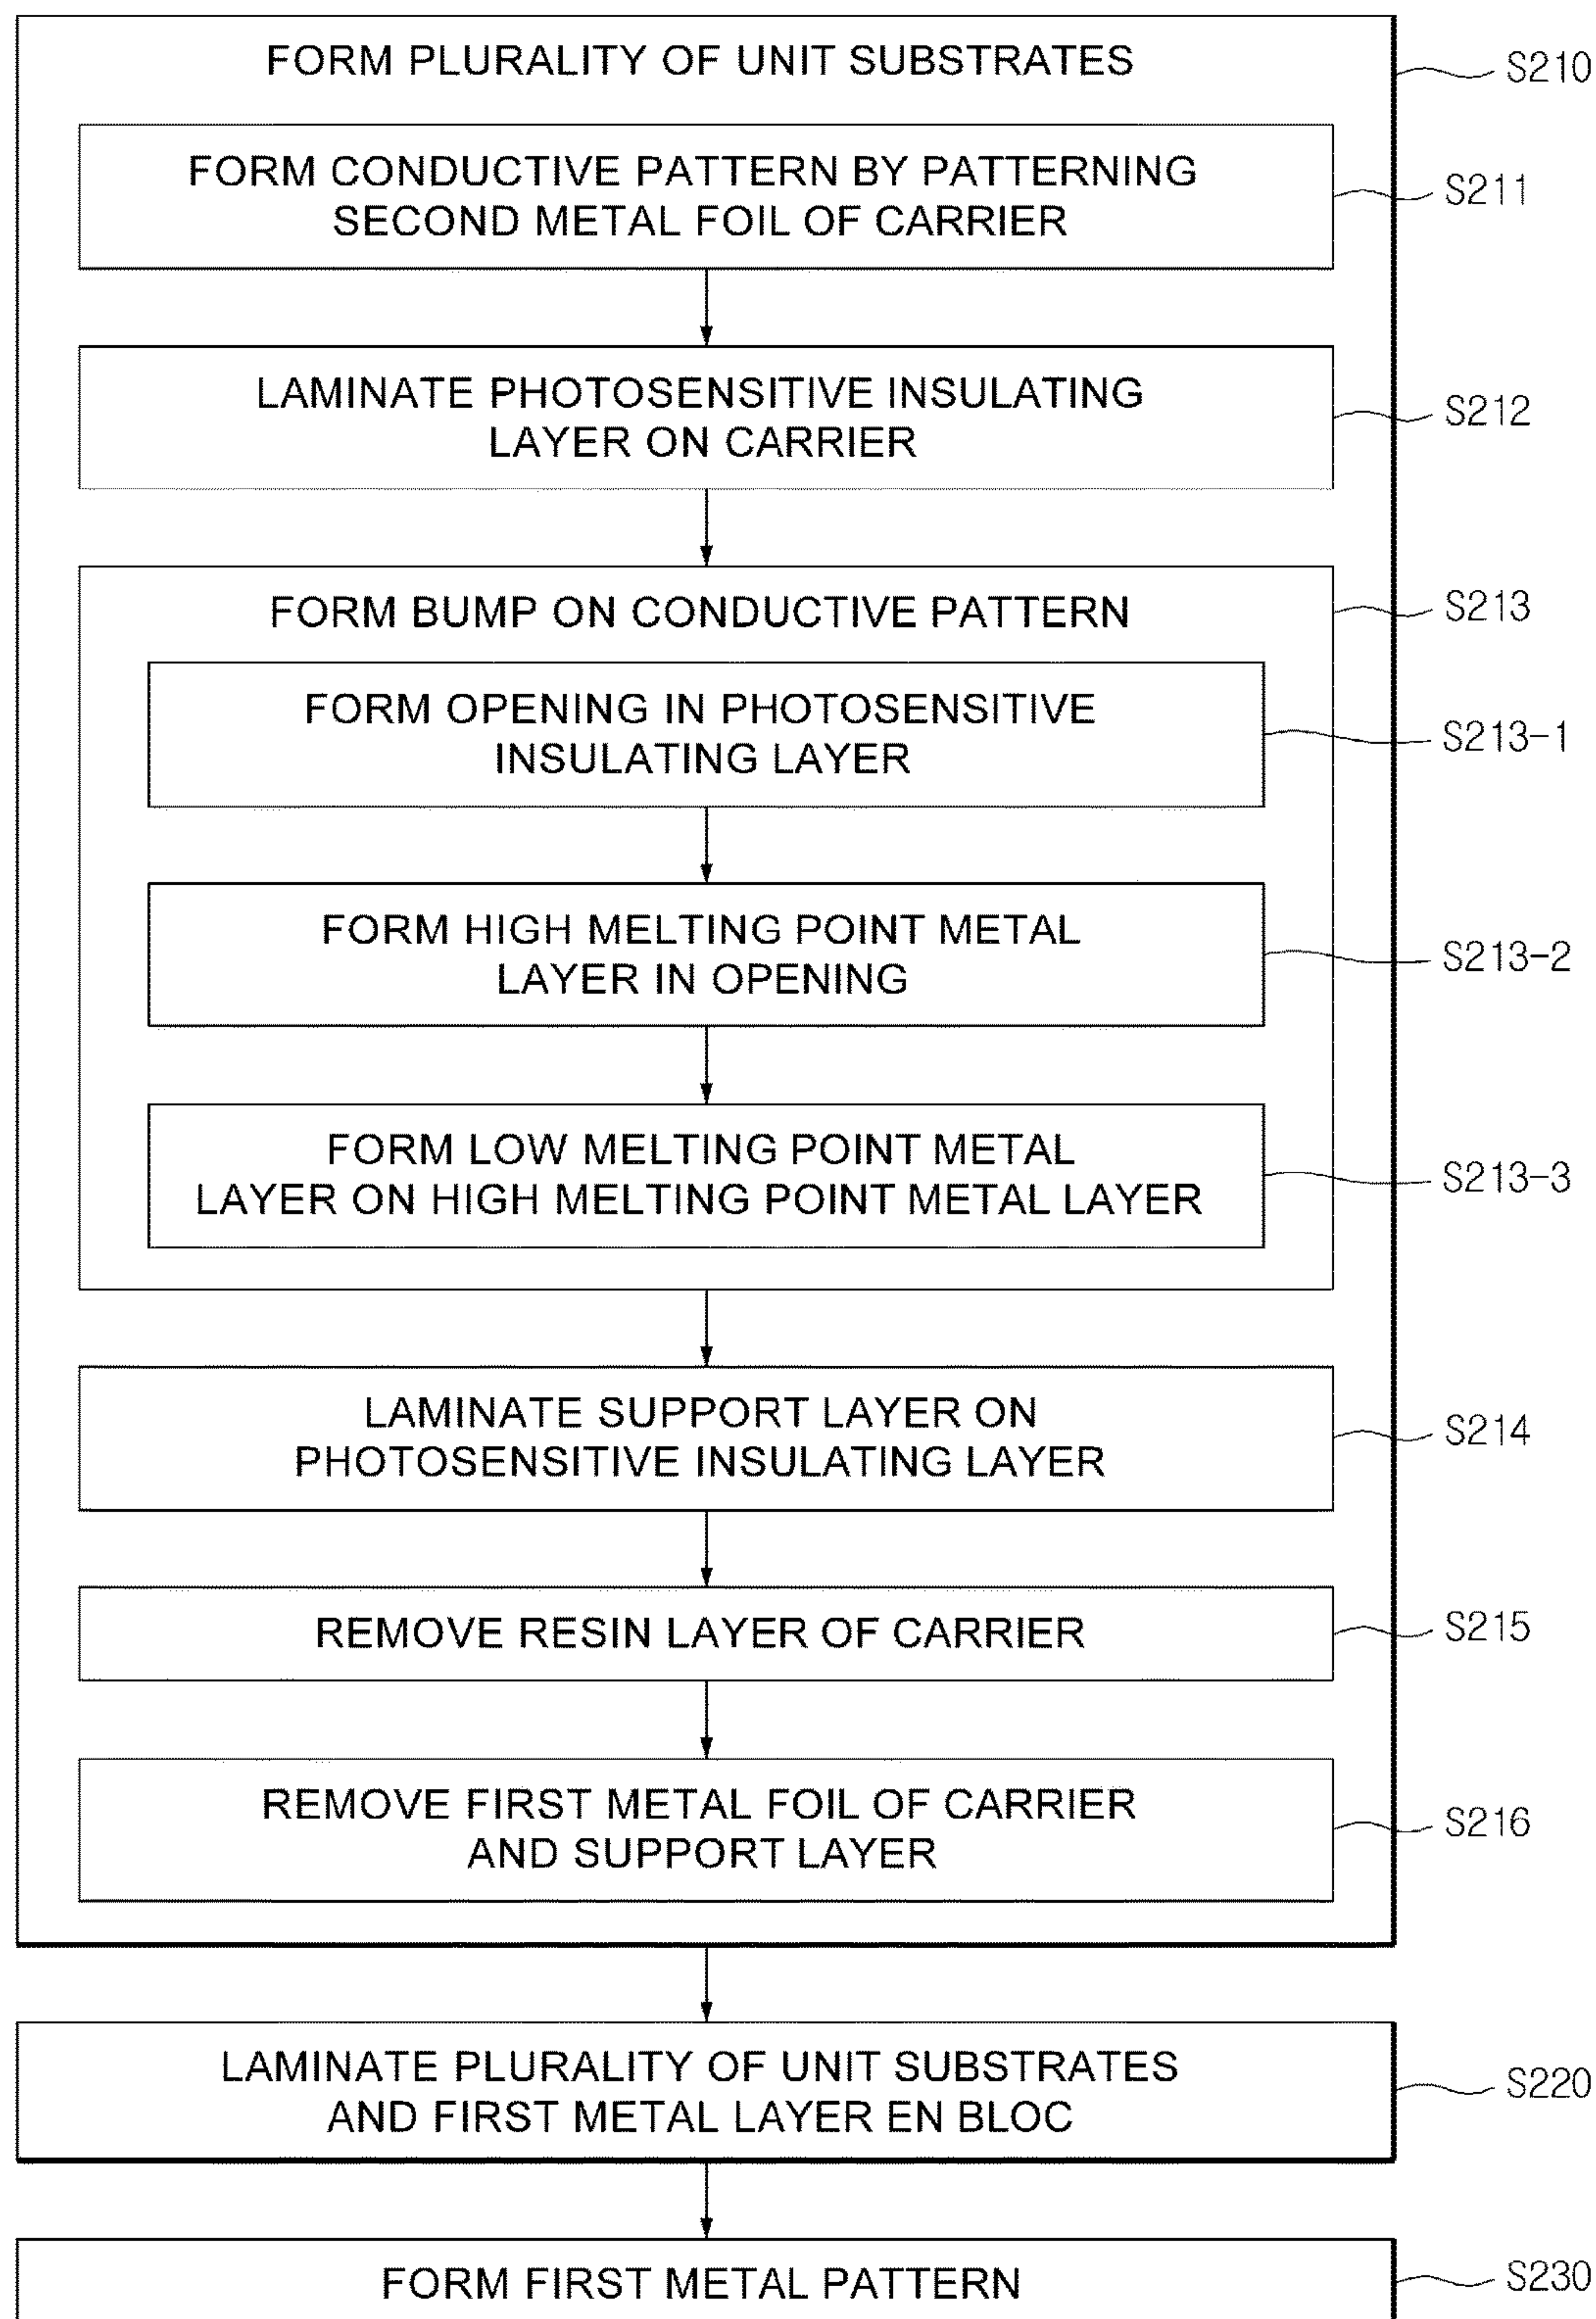 FORM PLURALITY OF UNIT SUBSTRATES
S210
FORM CONDUCTIVE PATTERN BY PATTERNING
SECOND METAL FOIL OF CARRIER
S211
LAMINATE PHOTOSENSITIVE INSULATING
LAYER ON CARRIER
S212
FORM BUMP ON CONDUCTIVE PATTERN
S213
FORM OPENING IN PHOTOSENSITIVE
INSULATING LAYER
S213-1
FORM HIGH MELTING POINT METAL
LAYER IN OPENING
S213-2
FORM LOW MELTING POINT METAL
LAYER ON HIGH MELTING POINT METAL LAYER
S213-3
LAMINATE SUPPORT LAYER ON
PHOTOSENSITIVE INSULATING LAYER
S214
REMOVE RESIN LAYER OF CARRIER
S215
REMOVE FIRST METAL FOIL OF CARRIER
AND SUPPORT LAYER
S216
LAMINATE PLURALITY OF UNIT SUBSTRATES
AND FIRST METAL LAYER EN BLOC
S220
FORM FIRST METAL PATTERN
S230